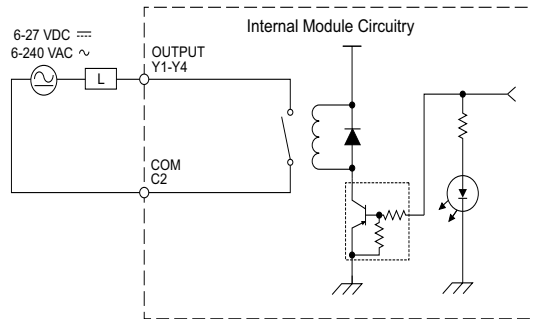 Internal Module Circuitry
6-27 VDC ⎓
6-240 VAC ∿
OUTPUT
Y1-Y4
L
COM
C2